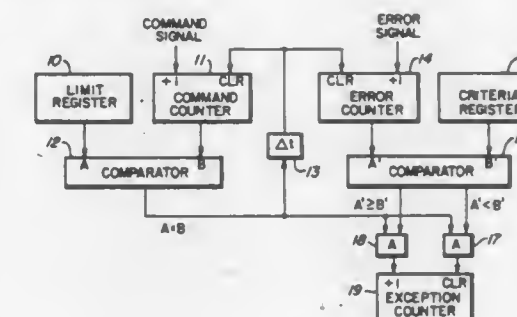 COMMAND SIGNAL
ERROR SIGNAL
10
11
14
LIMIT REGISTER
+1 CLR
COMMAND COUNTER
CLR +1
ERROR COUNTER
CRITERIA REGISTER
12
A B
COMPARATOR
Δt
13
A' B'
COMPARATOR
A=B
A'≥B'
A'<B'
18
A
A
17
19
+1 CLR
EXCEPTION COUNTER